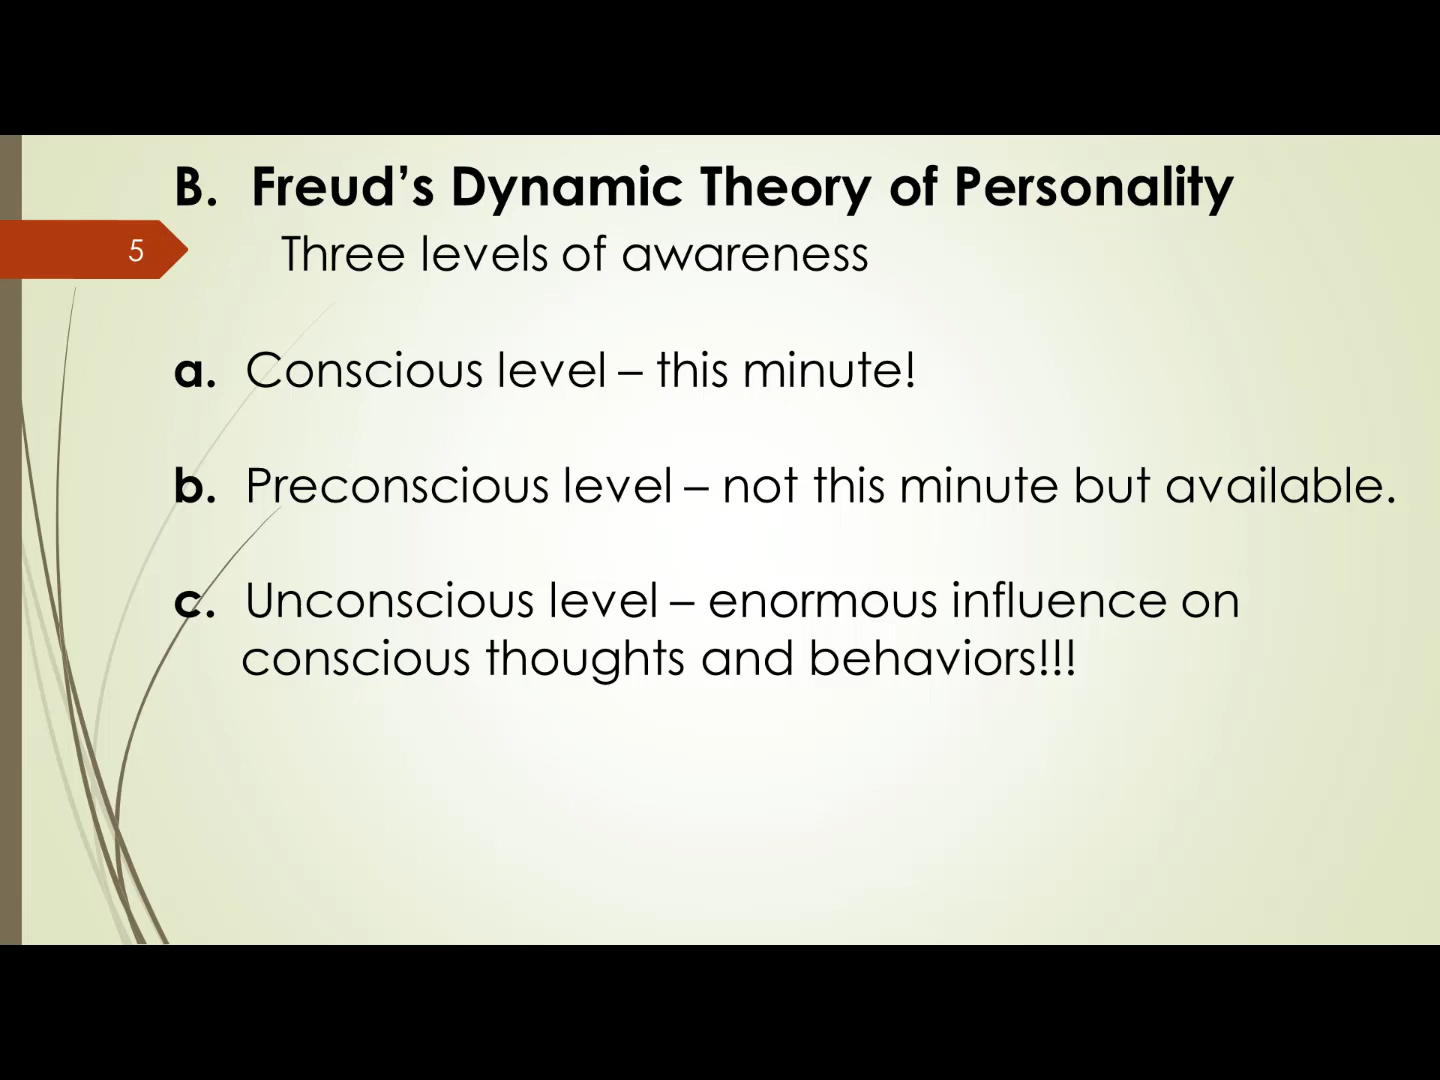 B. Freud’s Dynamic Theory of Personality
5
Three levels of awareness
a. Conscious level – this minute!
b. Preconscious level – not this minute but available.
c. Unconscious level – enormous influence on
conscious thoughts and behaviors!!!